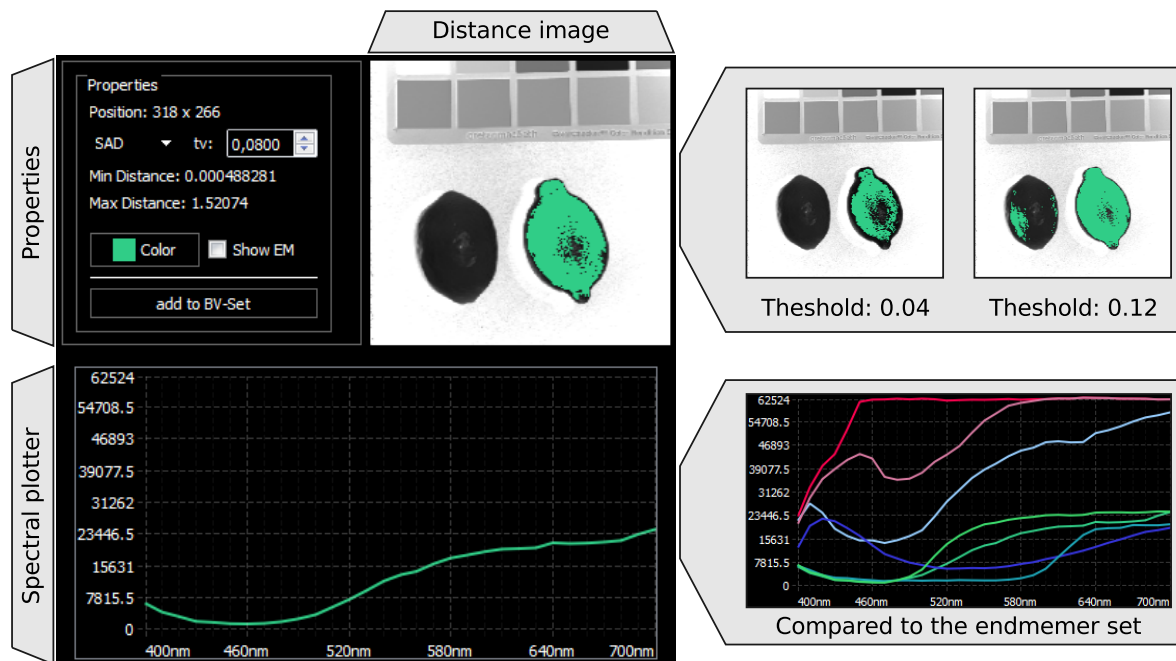 Distance image
Properties
Properties
Position: 318 x 266
SAD tv: 0,0800
Min Distance: 0.000488281
Max Distance: 1.52074
Color Show EM
add to BV-Set
Theshold: 0.04 Theshold: 0.12
Spectral plotter
62524
54708.5
46893
39077.5
31262
23446.5
15631
7815.5
0
400nm 460nm 520nm 580nm 640nm 700nm
62524
54708.5
46893
39077.5
31262
23446.5
15631
7815.5
0
400nm 460nm 520nm 580nm 640nm 700nm
Compared to the endmemer set